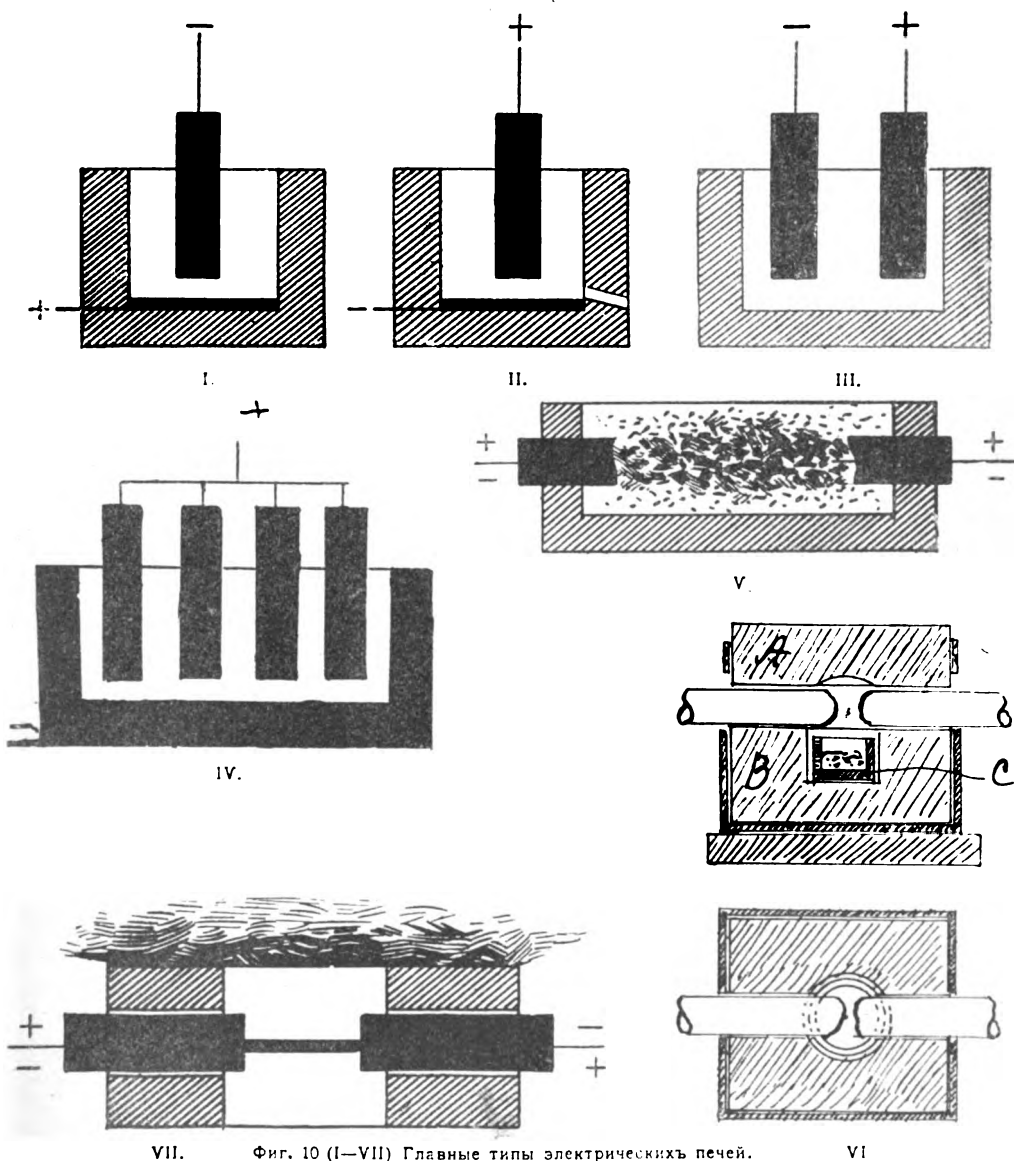 − + − +
+ −
I. II. III.
+
+ +
− −
V.
−
IV.
A
B C
+ −
− +
VII. Фиг. 10 (I—VII) Главные типы электрическихъ печей. VI